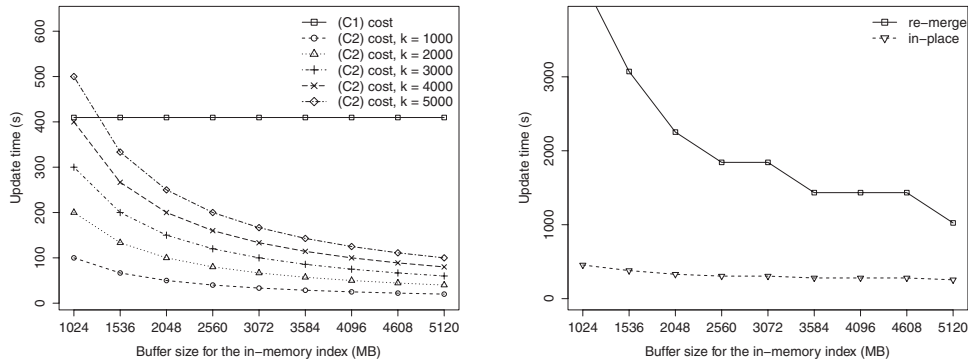 (C1) cost
(C2) cost, k = 1000
(C2) cost, k = 2000
(C2) cost, k = 3000
(C2) cost, k = 4000
(C2) cost, k = 5000
Update time (s)
600
500
400
300
200
100
0
1024 1536 2048 2560 3072 3584 4096 4608 5120
Buffer size for the in−memory index (MB)
re−merge
in−place
Update time (s)
3000
2000
1000
0
1024 1536 2048 2560 3072 3584 4096 4608 5120
Buffer size for the in−memory index (MB)